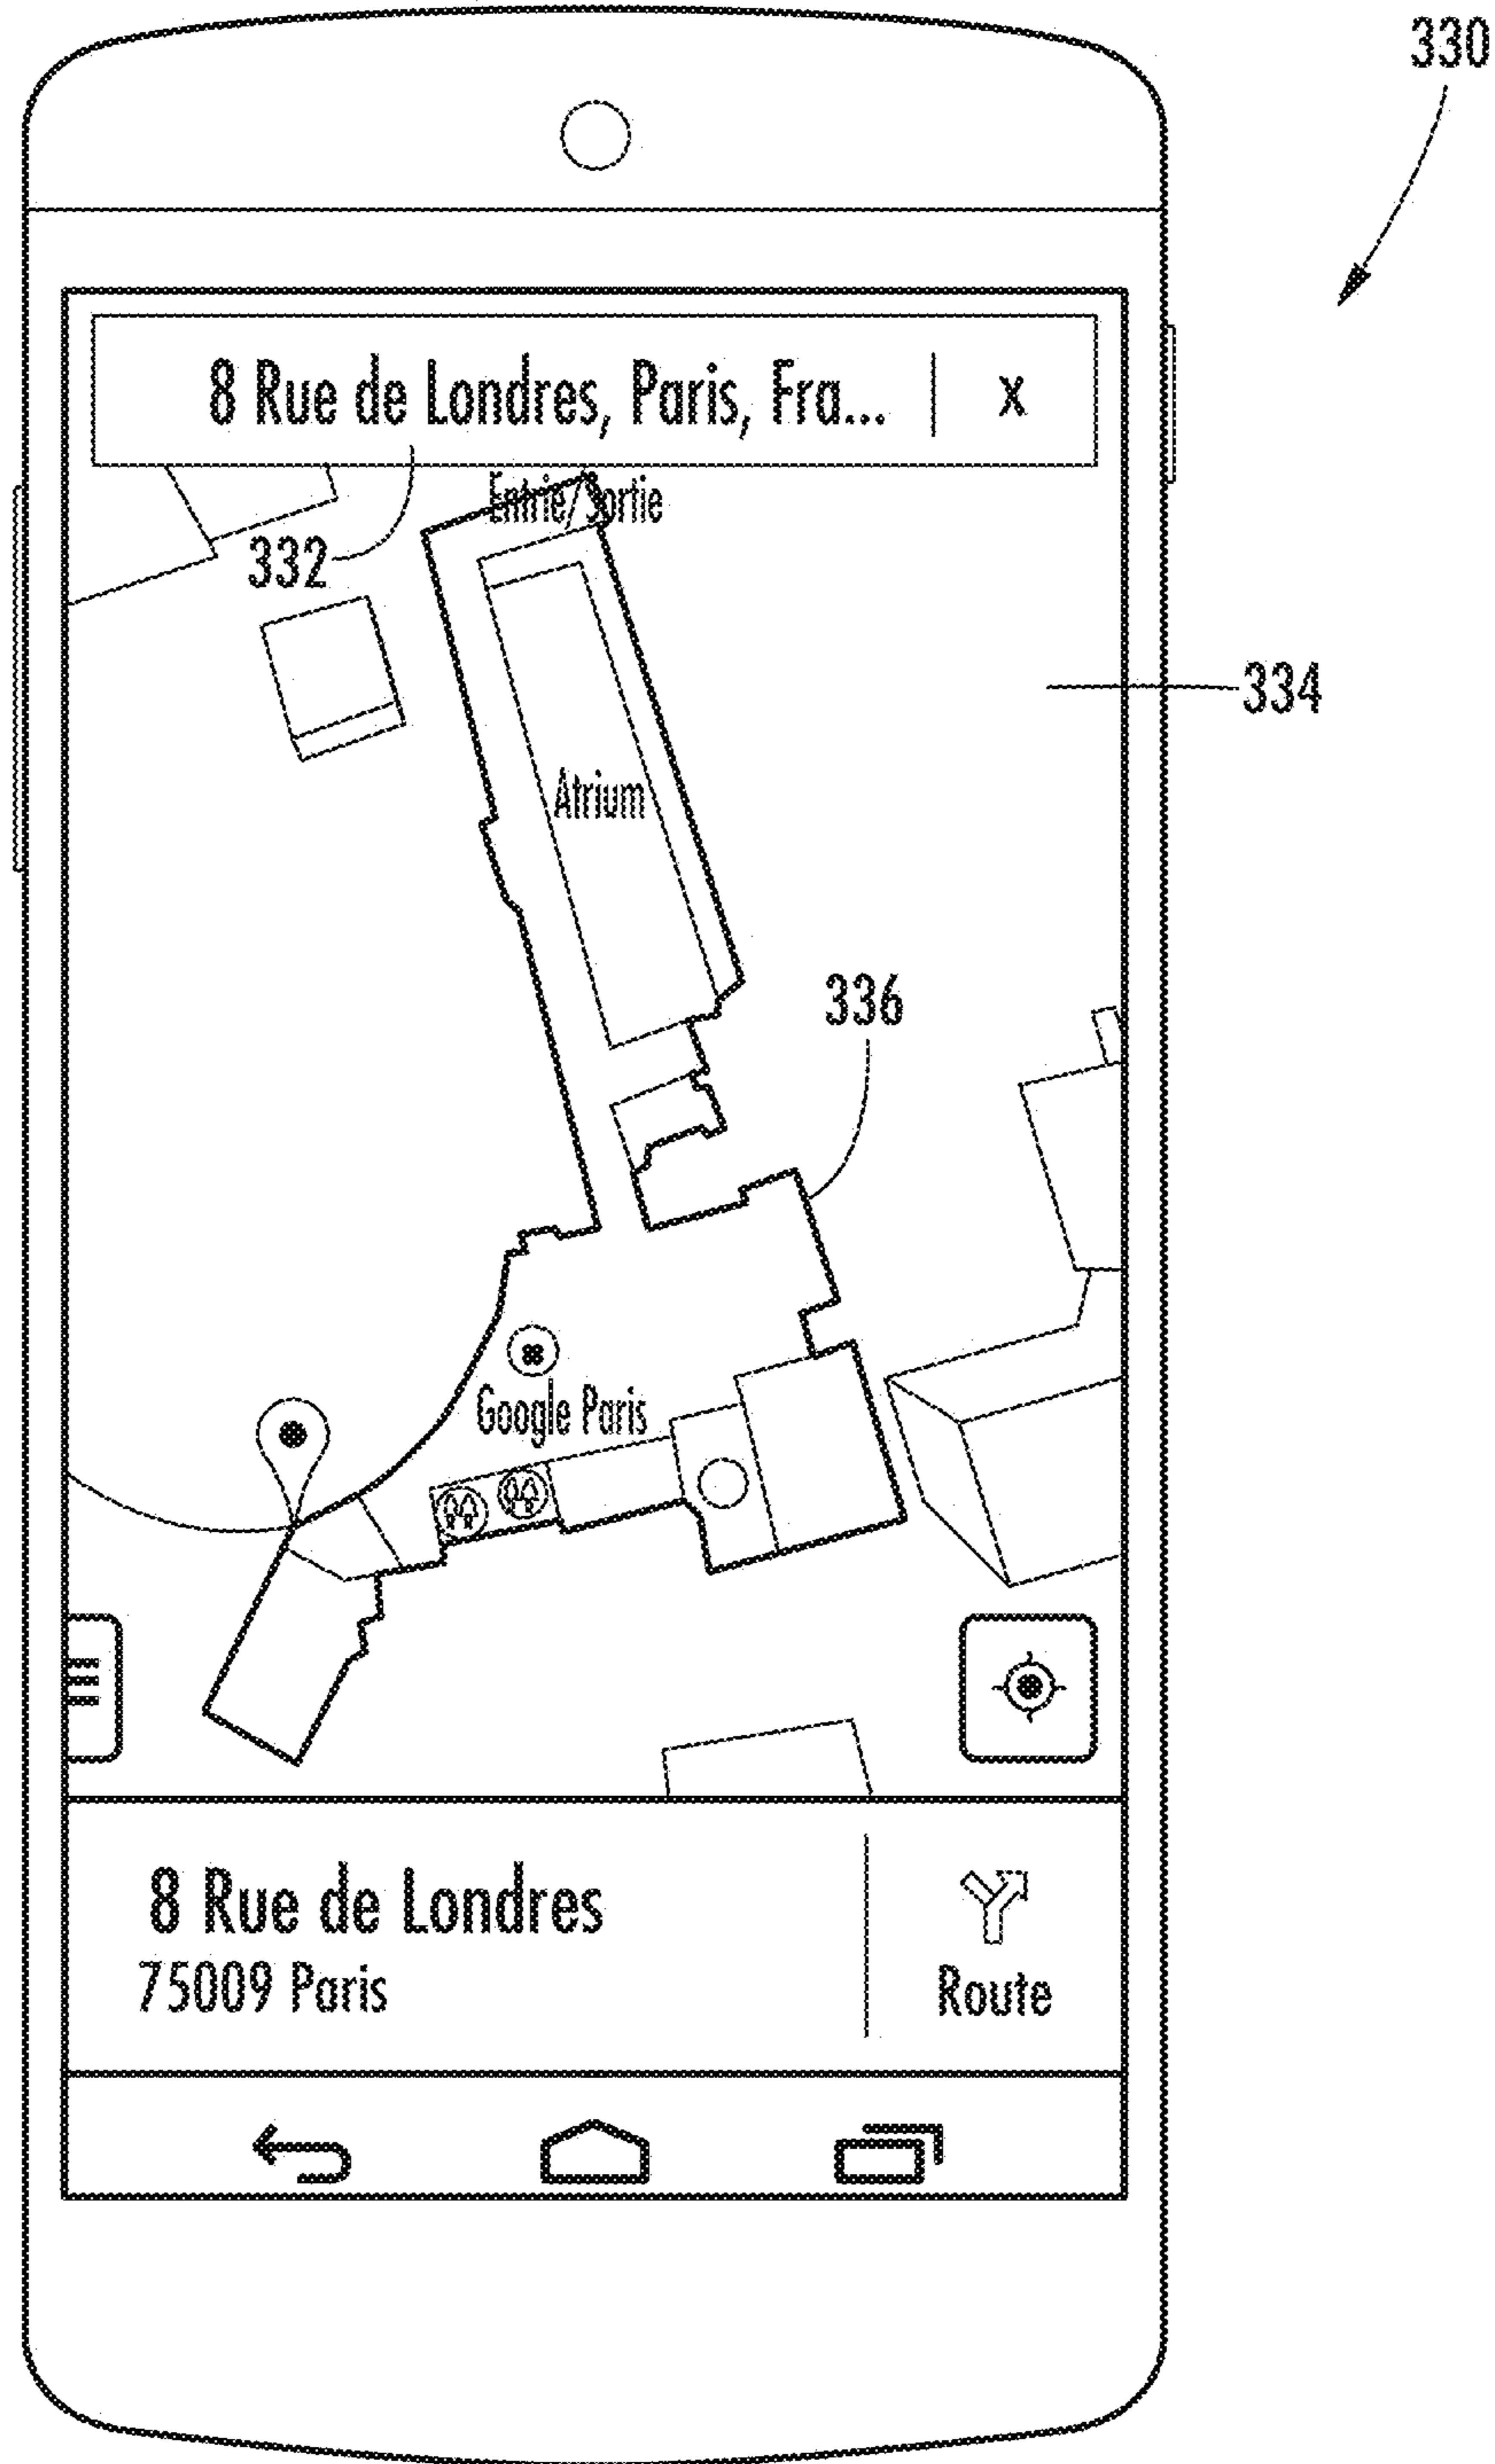 330
8 Rue de Londres, Paris, Fra... | X
Entrie/Sortie
332
334
Atrium
336
Google Paris
8 Rue de Londres
75009 Paris
Route